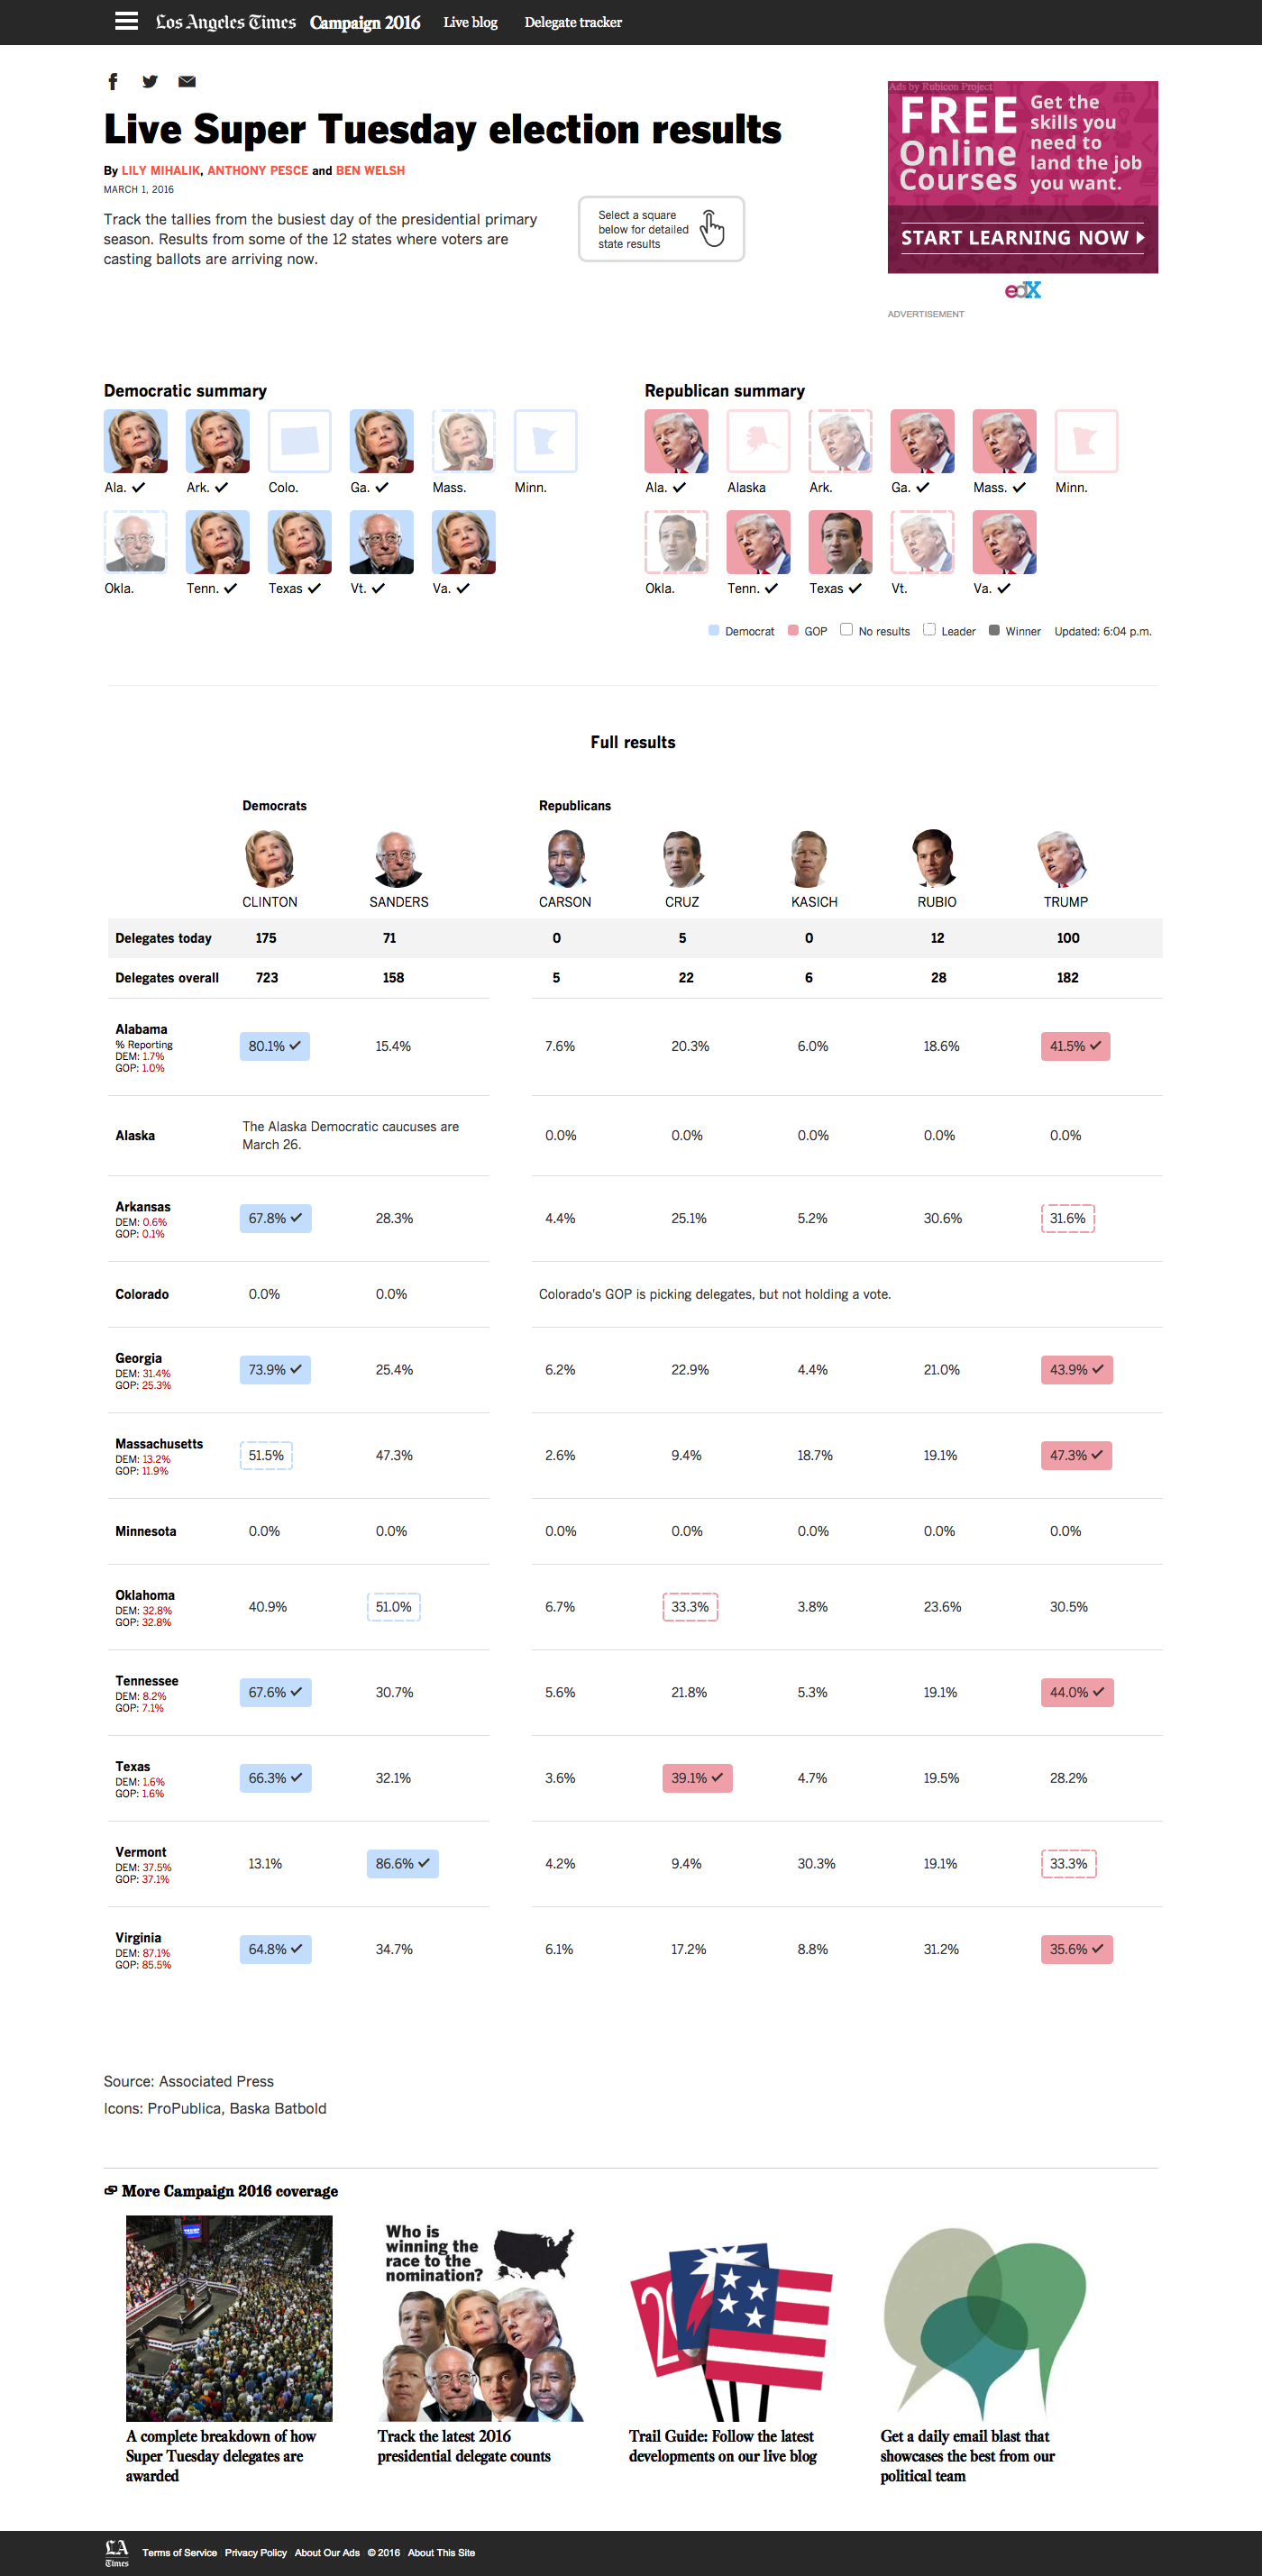 Los Angeles Times Campaign 2016 Live blog Delegate tracker
Live Super Tuesday election results
By LILY MIHALIK, ANTHONY PESCE and BEN WELSH
MARCH 1, 2016
Track the tallies from the busiest day of the presidential primary
season. Results from some of the 12 states where voters are
casting ballots are arriving now.
Select a square
below for detailed
state results
Ads by Rubicon Project
FREE
Online
Courses
Get the
skills you
need to
land the job
you want.
START LEARNING NOW
edX
ADVERTISEMENT
Democratic summary
Ala. ✓ Ark. ✓ Colo. Ga. ✓ Mass. Minn.
Okla. Tenn. ✓ Texas ✓ Vt. ✓ Va. ✓
Republican summary
Ala. ✓ Alaska Ark. Ga. ✓ Mass. ✓ Minn.
Okla. Tenn. ✓ Texas ✓ Vt. Va. ✓
Democrat GOP No results Leader Winner Updated: 6:04 p.m.
Full results
Democrats Republicans
CLINTON SANDERS CARSON CRUZ KASICH RUBIO TRUMP
Delegates today 175 71 0 5 0 12 100
Delegates overall 723 158 5 22 6 28 182
Alabama
% Reporting
DEM: 1.7%
GOP: 1.0%
80.1% ✓ 15.4% 7.6% 20.3% 6.0% 18.6% 41.5% ✓
Alaska
The Alaska Democratic caucuses are
March 26.
0.0% 0.0% 0.0% 0.0% 0.0%
Arkansas
DEM: 0.6%
GOP: 0.1%
67.8% ✓ 28.3% 4.4% 25.1% 5.2% 30.6% 31.6%
Colorado 0.0% 0.0% Colorado's GOP is picking delegates, but not holding a vote.
Georgia
DEM: 31.4%
GOP: 25.3%
73.9% ✓ 25.4% 6.2% 22.9% 4.4% 21.0% 43.9% ✓
Massachusetts
DEM: 13.2%
GOP: 11.9%
51.5% 47.3% 2.6% 9.4% 18.7% 19.1% 47.3% ✓
Minnesota 0.0% 0.0% 0.0% 0.0% 0.0% 0.0% 0.0%
Oklahoma
DEM: 32.8%
GOP: 32.8%
40.9% 51.0% 6.7% 33.3% 3.8% 23.6% 30.5%
Tennessee
DEM: 8.2%
GOP: 7.1%
67.6% ✓ 30.7% 5.6% 21.8% 5.3% 19.1% 44.0% ✓
Texas
DEM: 1.6%
GOP: 1.6%
66.3% ✓ 32.1% 3.6% 39.1% ✓ 4.7% 19.5% 28.2%
Vermont
DEM: 37.5%
GOP: 37.1%
13.1% 86.6% ✓ 4.2% 9.4% 30.3% 19.1% 33.3%
Virginia
DEM: 87.1%
GOP: 85.5%
64.8% ✓ 34.7% 6.1% 17.2% 8.8% 31.2% 35.6% ✓
Source: Associated Press
Icons: ProPublica, Baska Batbold
More Campaign 2016 coverage
TRUMP
A complete breakdown of how
Super Tuesday delegates are
awarded
Who is
winning the
race to the
nomination?
Track the latest 2016
presidential delegate counts
20
Trail Guide: Follow the latest
developments on our live blog
Get a daily email blast that
showcases the best from our
political team
LA
Times
Terms of Service Privacy Policy About Our Ads © 2016 About This Site